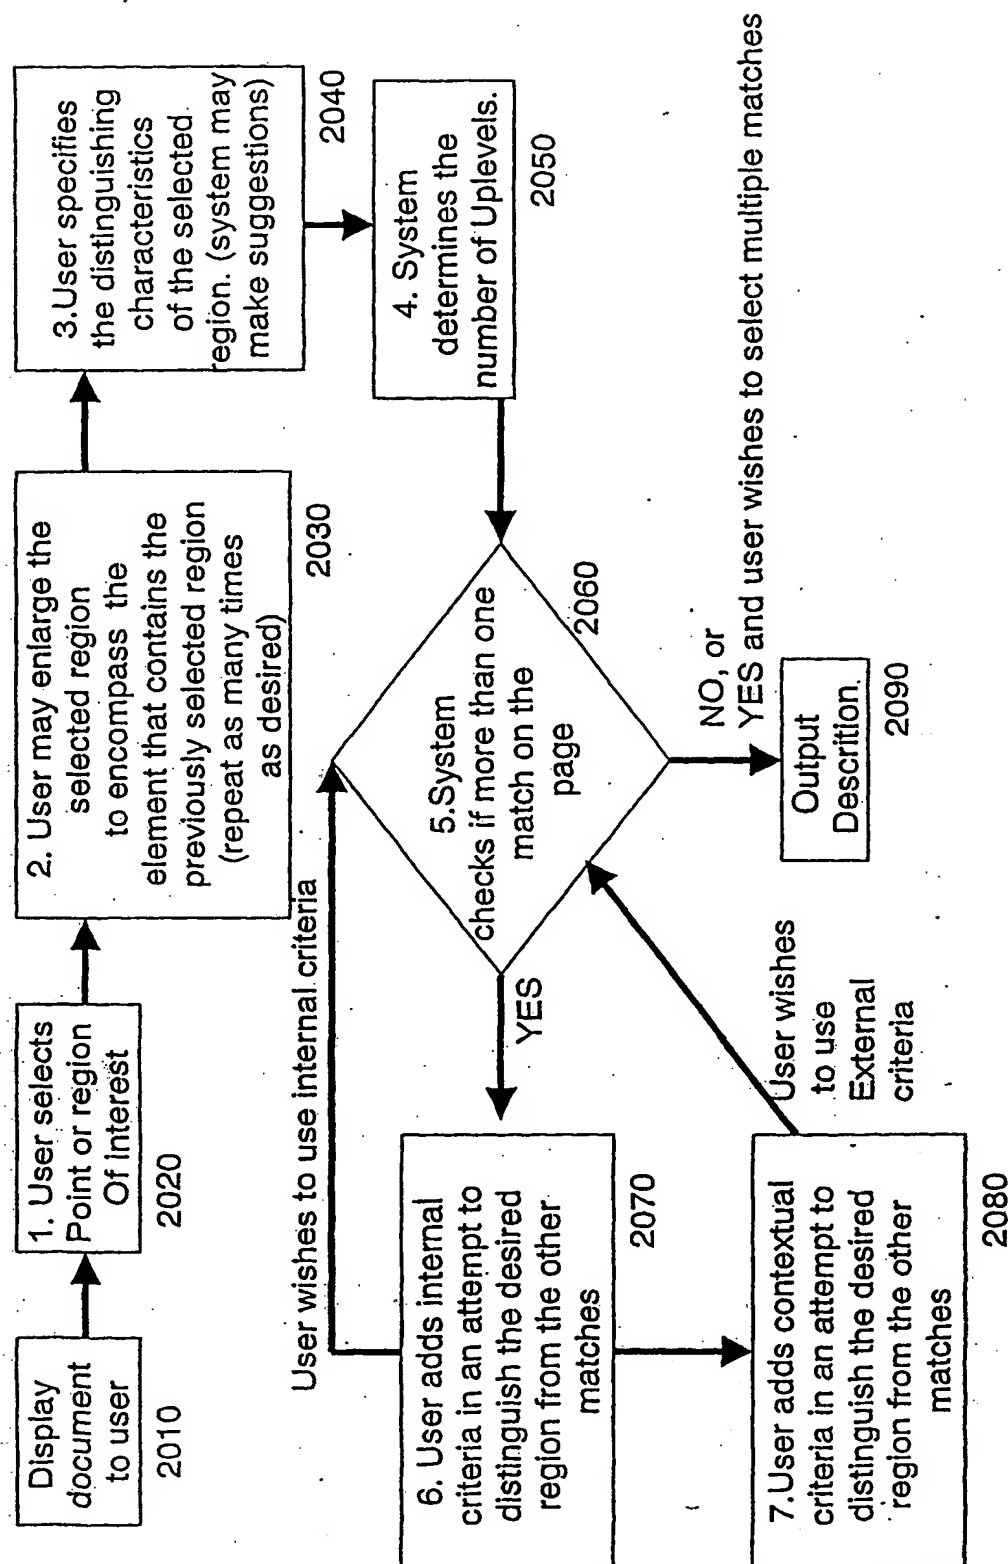 Display
document
to user
2010
1. User selects
Point or region
Of interest
2020
2. User may enlarge the
selected region
to encompass the
element that contains the
previously selected region
(repeat as many times
as desired)
2030
3.User specifies
the distinguishing
characteristics
of the selected
region. (system may
make suggestions)
2040
4. System
determines the
number of Uplevels.
2050
5.System
checks if more than one
match on the
page
2060
YES
6. User adds internal
criteria in an attempt to
distinguish the desired
region from the other
matches
2070
User wishes to use internal criteria
7.User adds contextual
criteria in an attempt to
distinguish the desired
region from the other
matches
2080
User wishes
to use
External
criteria
NO, or
YES and user wishes to select multiple matches
Output
Descrition.
2090